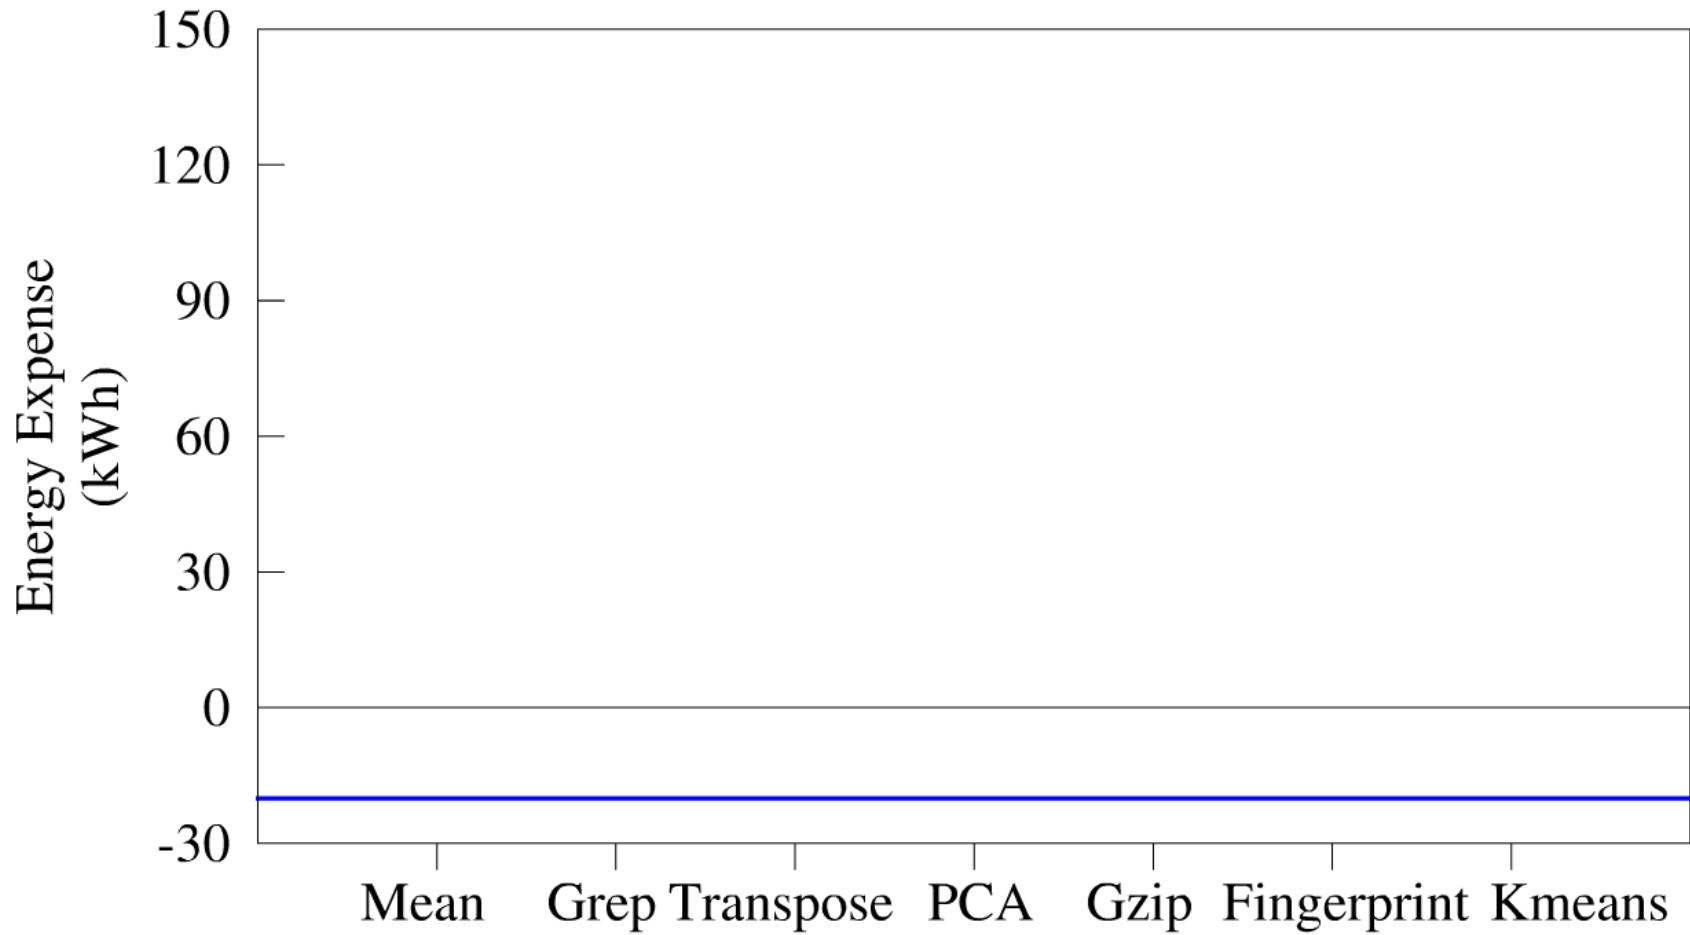 150
120
90
60
30
0
-30
Energy Expense
(kWh)
Mean Grep Transpose PCA Gzip Fingerprint Kmeans